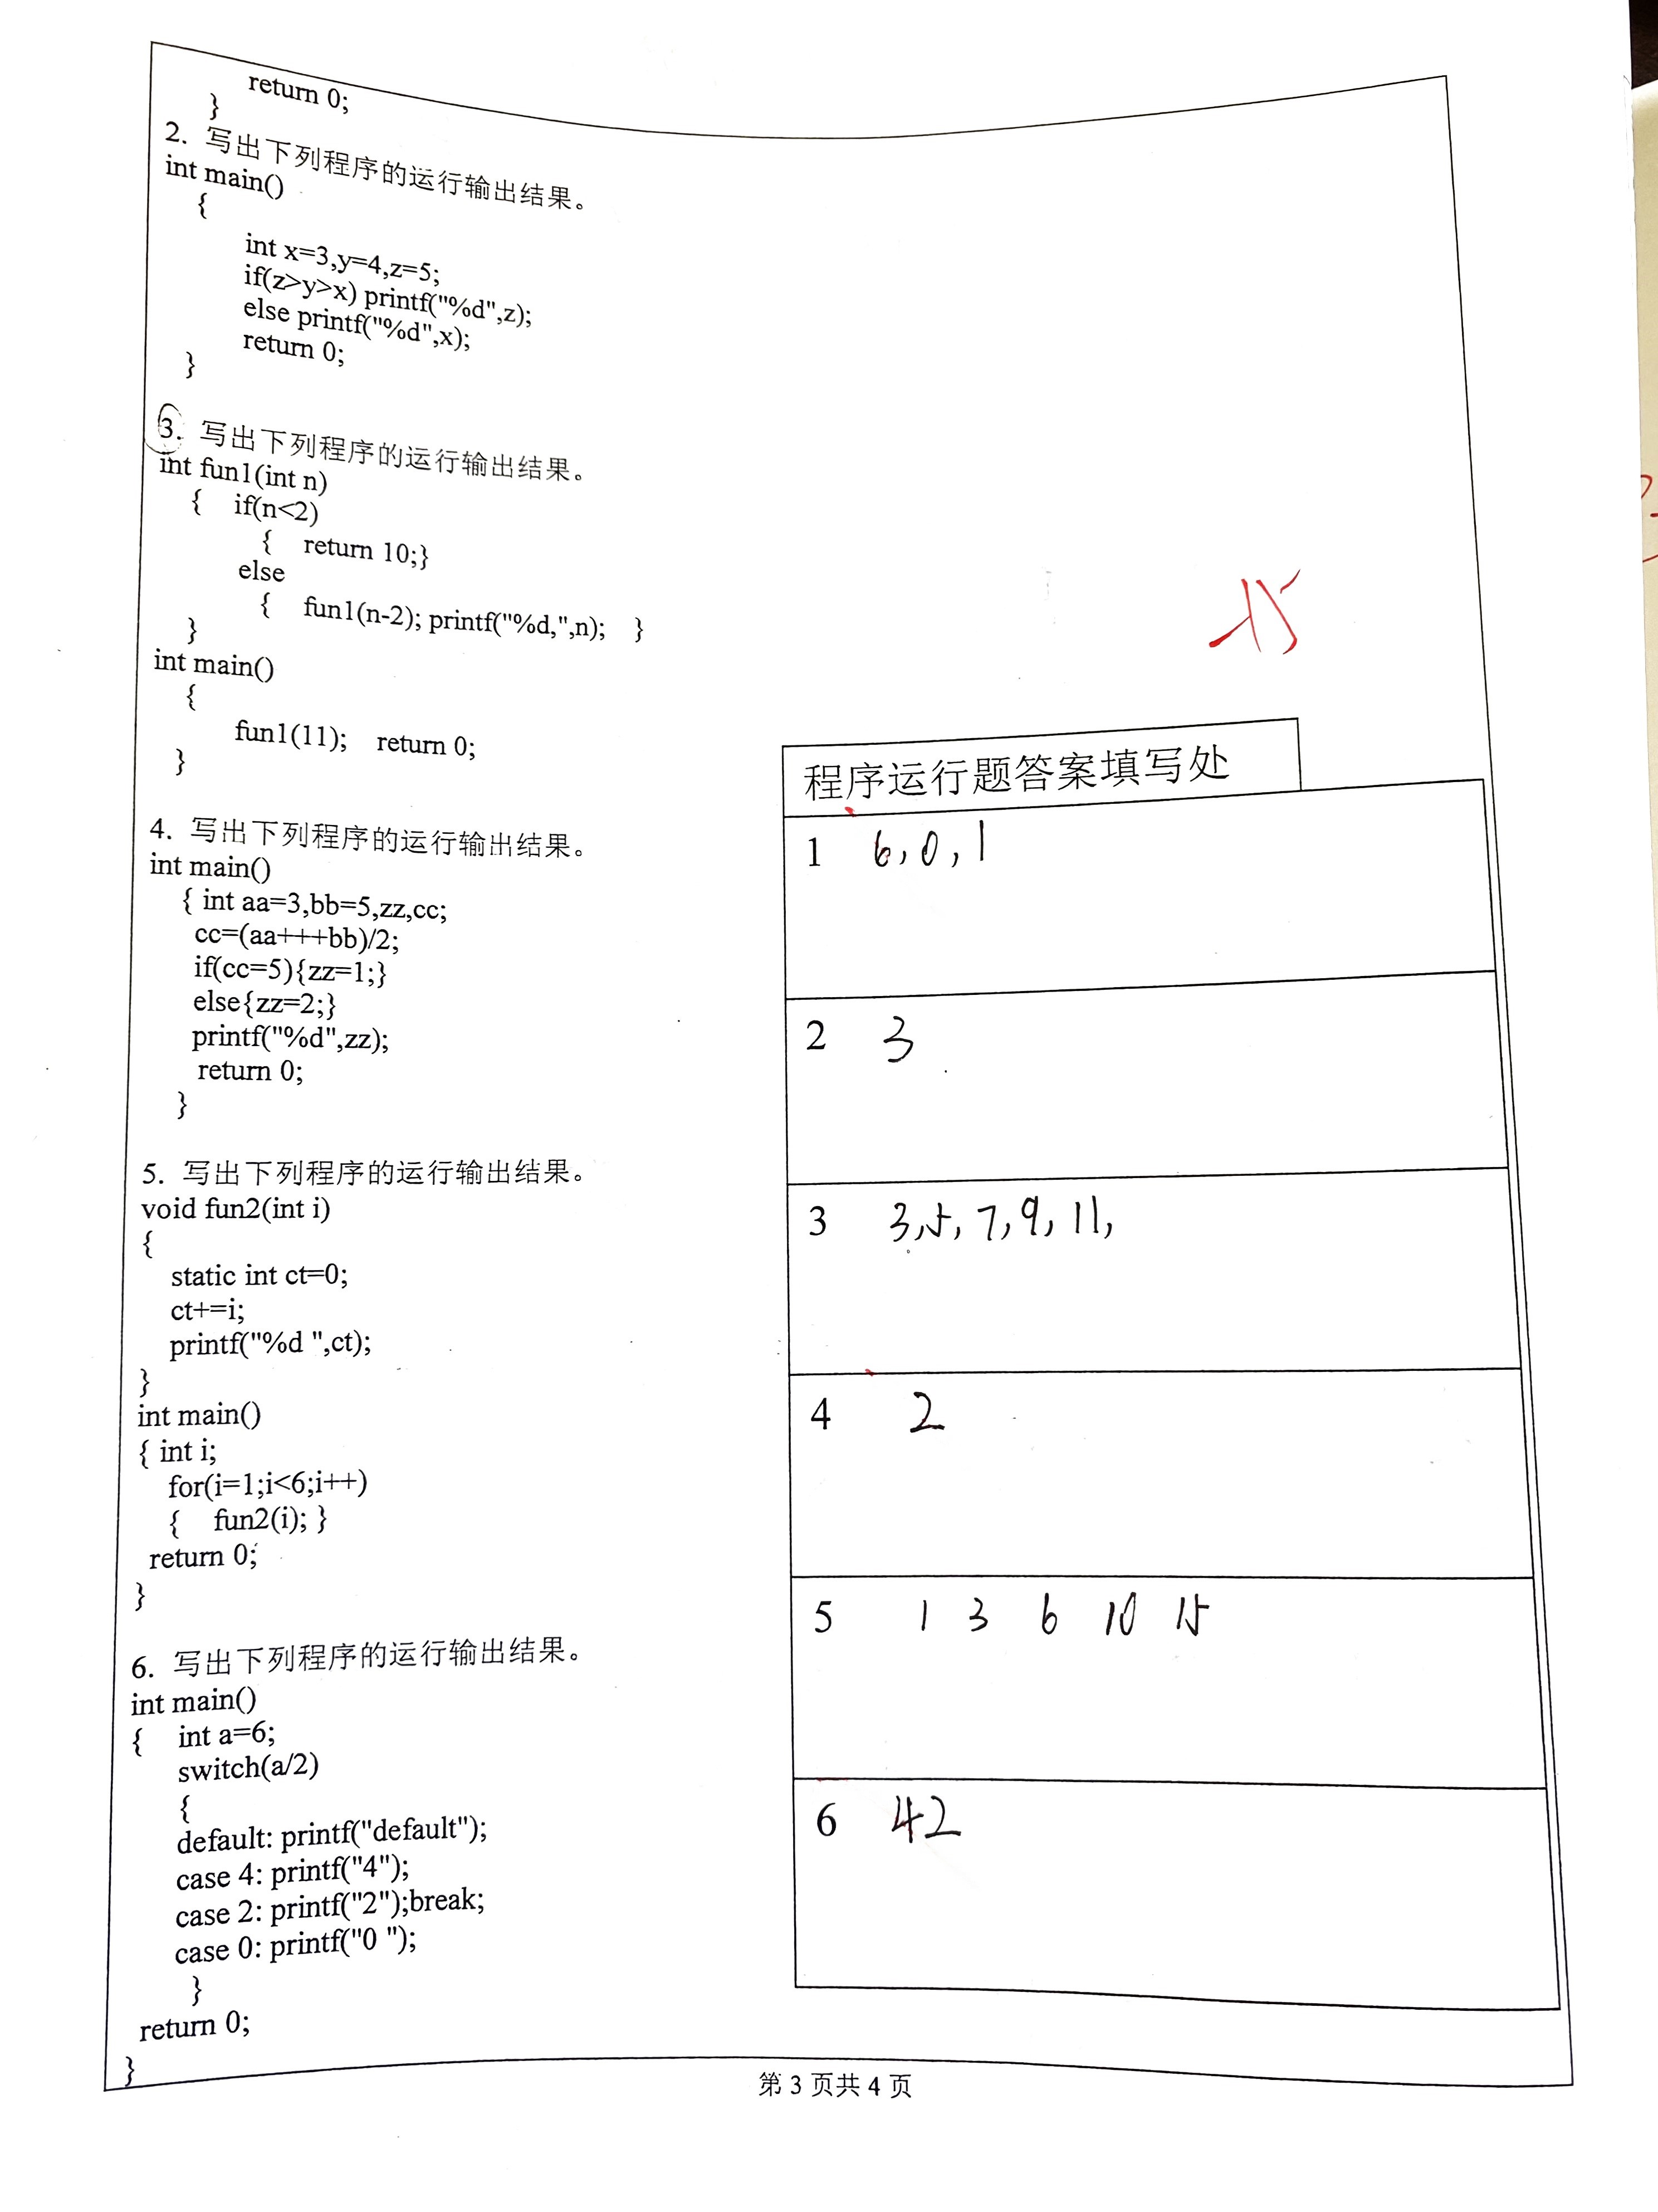 return 0;
}
2. 写出下列程序的运行输出结果。
int main()
{
int x=3,y=4,z=5;
if(z>y>x) printf("%d",z);
else printf("%d",x);
return 0;
}
3. 写出下列程序的运行输出结果。
int fun1(int n)
{ if(n<2)
{ return 10;}
else
{ fun1(n-2); printf("%d,",n); }
}
int main()
{
fun1(11); return 0;
}
4. 写出下列程序的运行输出结果。
int main()
{ int aa=3,bb=5,zz,cc;
cc=(aa+++bb)/2;
if(cc=5){zz=1;}
else{zz=2;}
printf("%d",zz);
return 0;
}
5. 写出下列程序的运行输出结果。
void fun2(int i)
{
static int ct=0;
ct+=i;
printf("%d ",ct);
}
int main()
{ int i;
for(i=1;i<6;i++)
{ fun2(i); }
return 0;
}
6. 写出下列程序的运行输出结果。
int main()
{ int a=6;
switch(a/2)
{
default: printf("default");
case 4: printf("4");
case 2: printf("2");break;
case 0: printf("0 ");
}
return 0;
}
程序运行题答案填写处
1 6,0,1
2 3
3 3,5,7,9,11,
4 2
5 1 3 6 10 15
6 42
第 3 页共 4 页